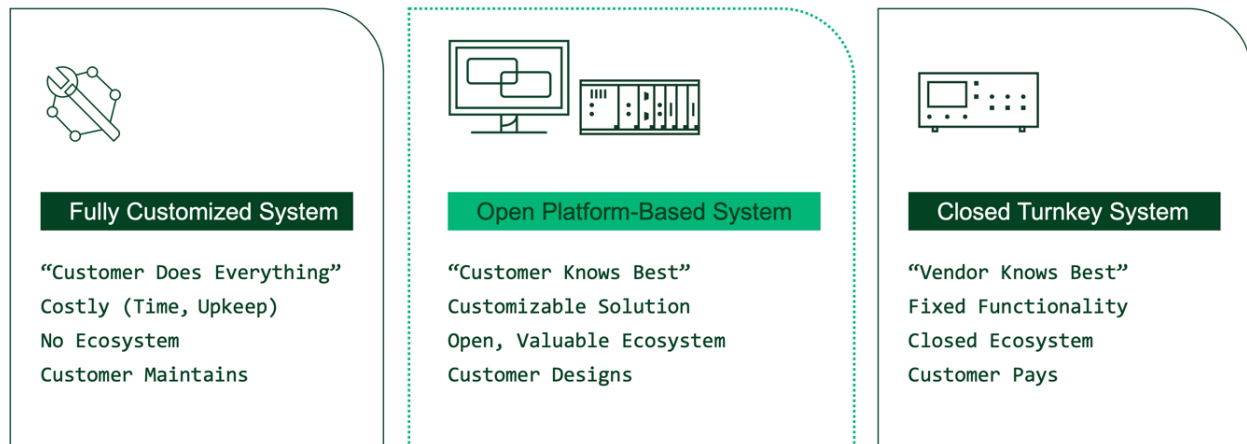 Fully Customized System
“Customer Does Everything”
Costly (Time, Upkeep)
No Ecosystem
Customer Maintains
Open Platform-Based System
“Customer Knows Best”
Customizable Solution
Open, Valuable Ecosystem
Customer Designs
Closed Turnkey System
“Vendor Knows Best”
Fixed Functionality
Closed Ecosystem
Customer Pays